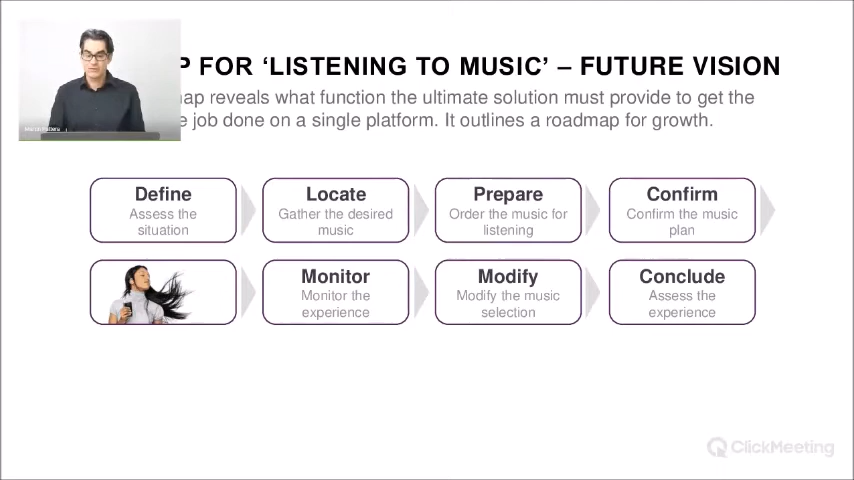 P FOR ‘LISTENING TO MUSIC’ – FUTURE VISION
map reveals what function the ultimate solution must provide to get the
job done on a single platform. It outlines a roadmap for growth.
Define
Assess the
situation
Locate
Gather the desired
music
Prepare
Order the music for
listening
Confirm
Confirm the music
plan
Monitor
Monitor the
experience
Modify
Modify the music
selection
Conclude
Assess the
experience
ClickMeeting